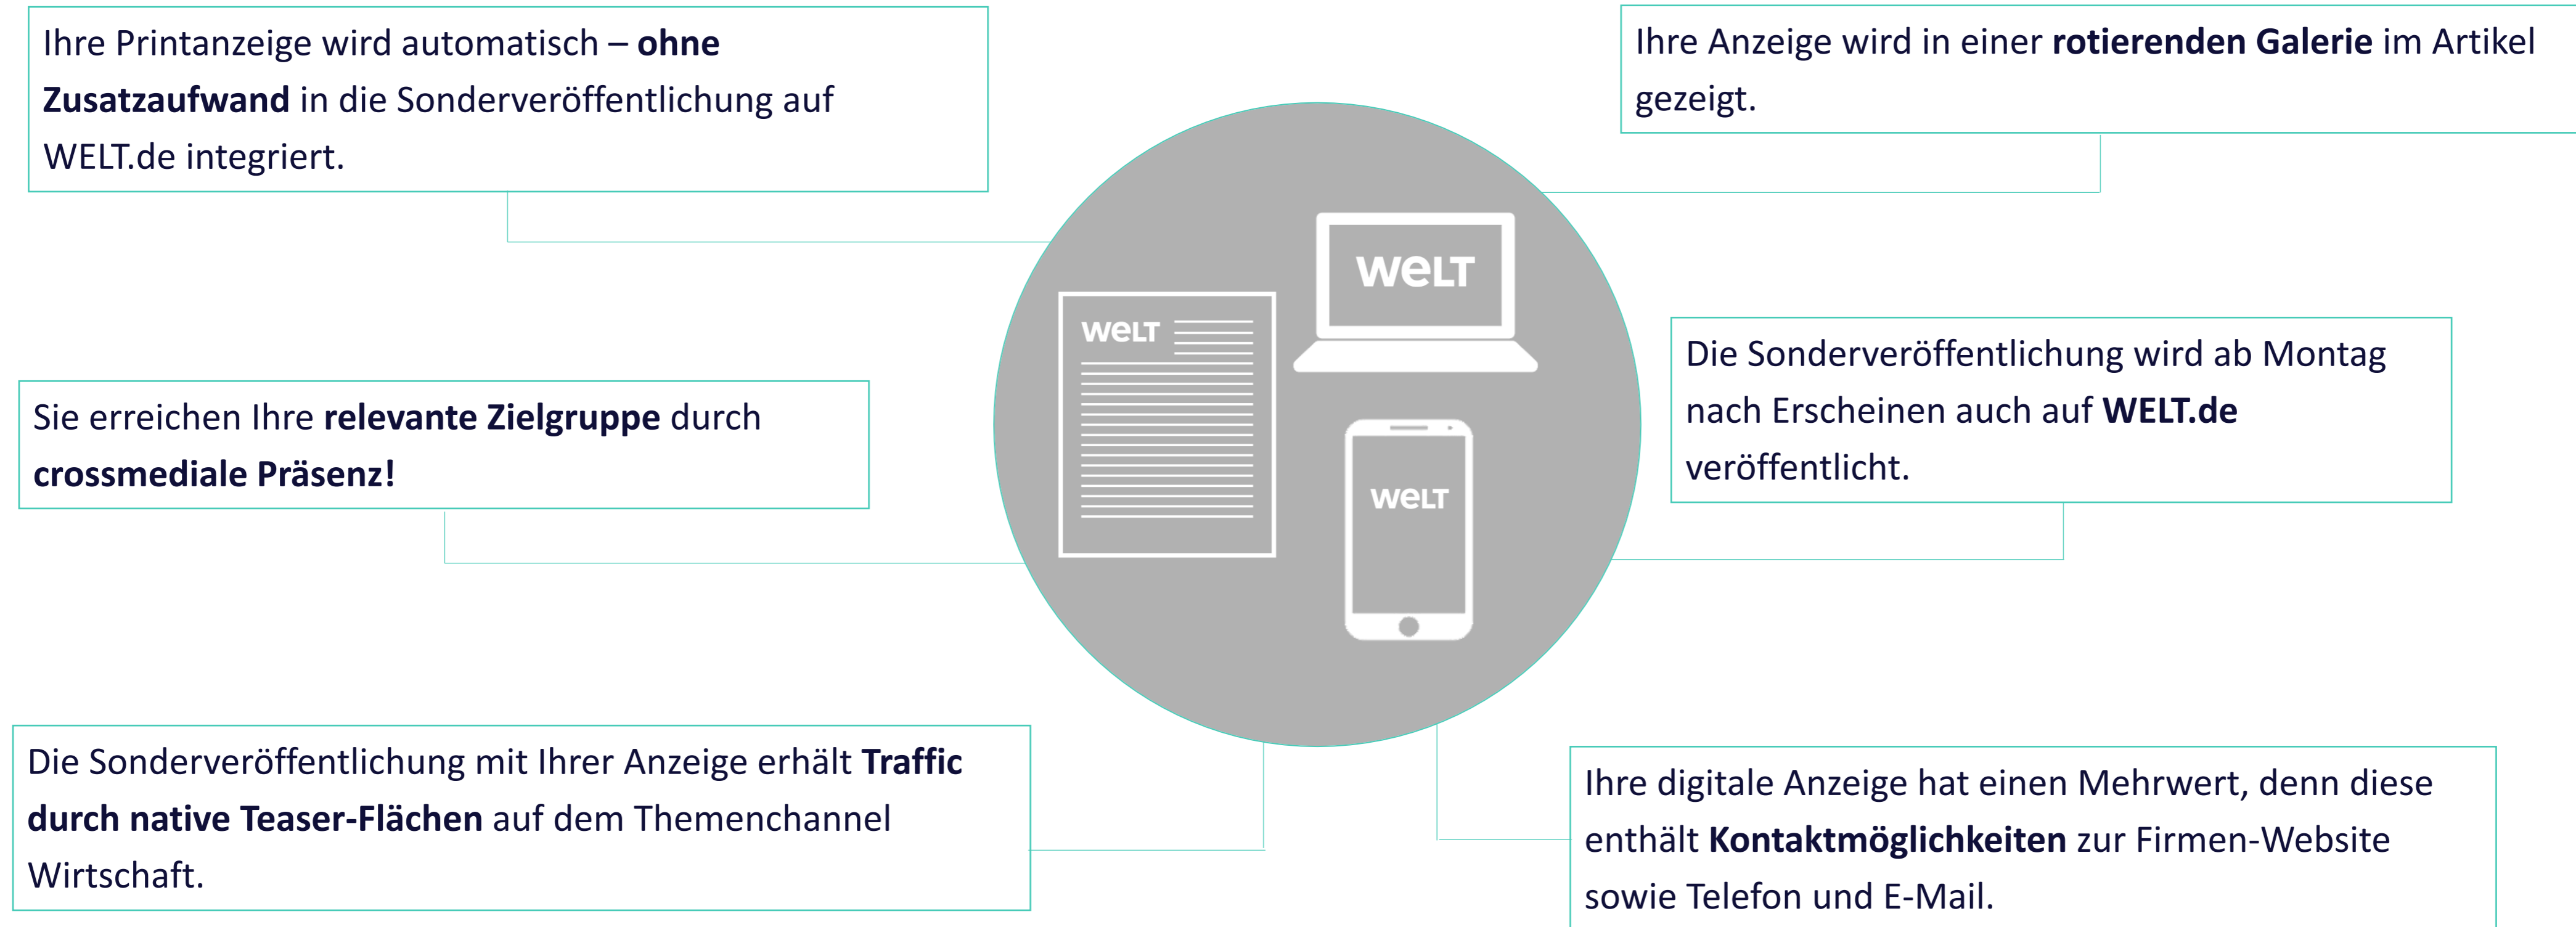 Ihre Printanzeige wird automatisch – ohne
Zusatzaufwand in die Sonderveröffentlichung auf
WELT.de integriert.
Ihre Anzeige wird in einer rotierenden Galerie im Artikel
gezeigt.
WELT
WELT
WELT
Sie erreichen Ihre relevante Zielgruppe durch
crossmediale Präsenz!
Die Sonderveröffentlichung wird ab Montag
nach Erscheinen auch auf WELT.de
veröffentlicht.
Die Sonderveröffentlichung mit Ihrer Anzeige erhält Traffic
durch native Teaser-Flächen auf dem Themenchannel
Wirtschaft.
Ihre digitale Anzeige hat einen Mehrwert, denn diese
enthält Kontaktmöglichkeiten zur Firmen-Website
sowie Telefon und E-Mail.